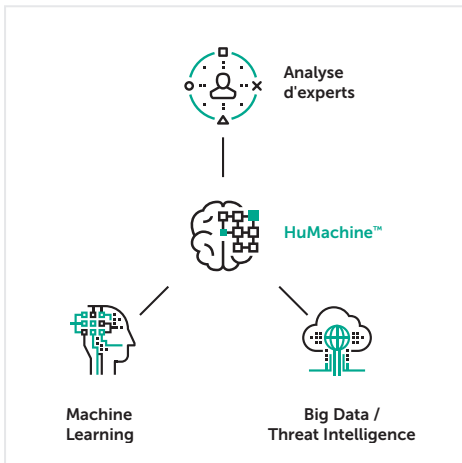 Analyse
d'experts
HuMachine™
Machine
Learning
Big Data /
Threat Intelligence